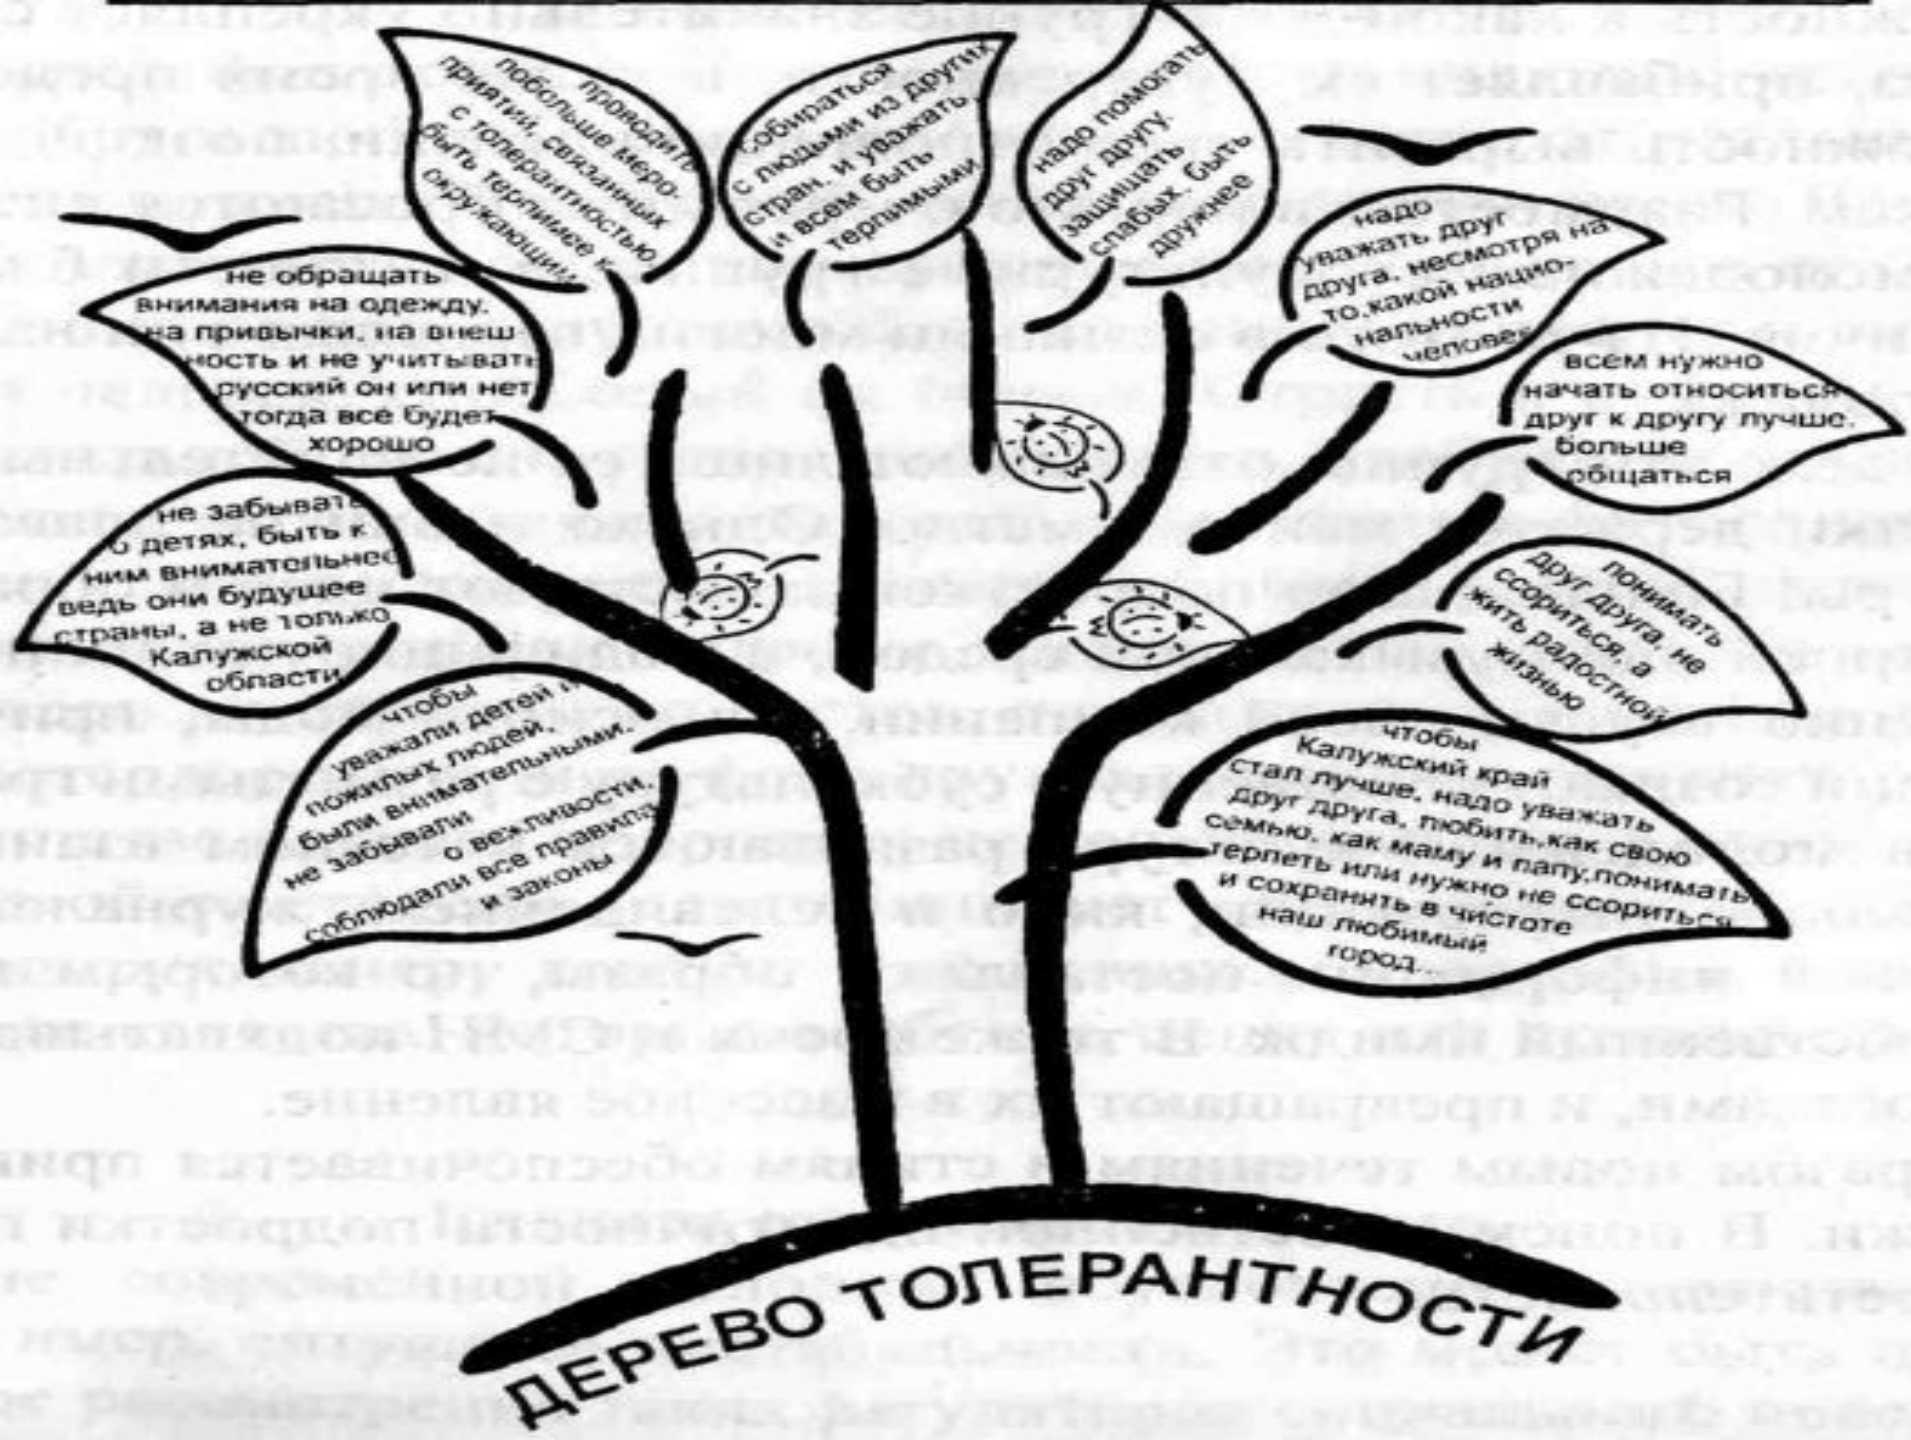 проводить
побольше меро-
приятий, связанных
с толерантностью
быть терпимее к
окружающим
собираться
с людьми из других
стран. и уважать
и всем быть
терпимыми
надо помогать
друг другу.
защищать
слабых. быть
дружнее
надо
уважать друг
друга, несмотря на
то,какой нацио-
нальности
человек
не обращать
внимания на одежду.
на привычки, на внеш-
ность и не учитывать
русский он или нет
тогда все будет
хорошо
всем нужно
начать относиться
друг к другу лучше.
больше
общаться
не забывать
о детях, быть к
ним внимательнее
ведь они будущее
страны, а не только
Калужской
области
понимать
друг друга, не
ссориться, а
жить радостной
жизнью
чтобы
уважали детей и
пожилых людей,
были внимательными.
не забывали
о вежливости.
соблюдали все правила
и законы
чтобы
Калужский край
стал лучше, надо уважать
друг друга, любить,как свою
семью, как маму и папу,понимать
терпеть или нужно не ссориться
и сохранять в чистоте
наш любимый
город..
ДЕРЕВО ТОЛЕРАНТНОСТИ